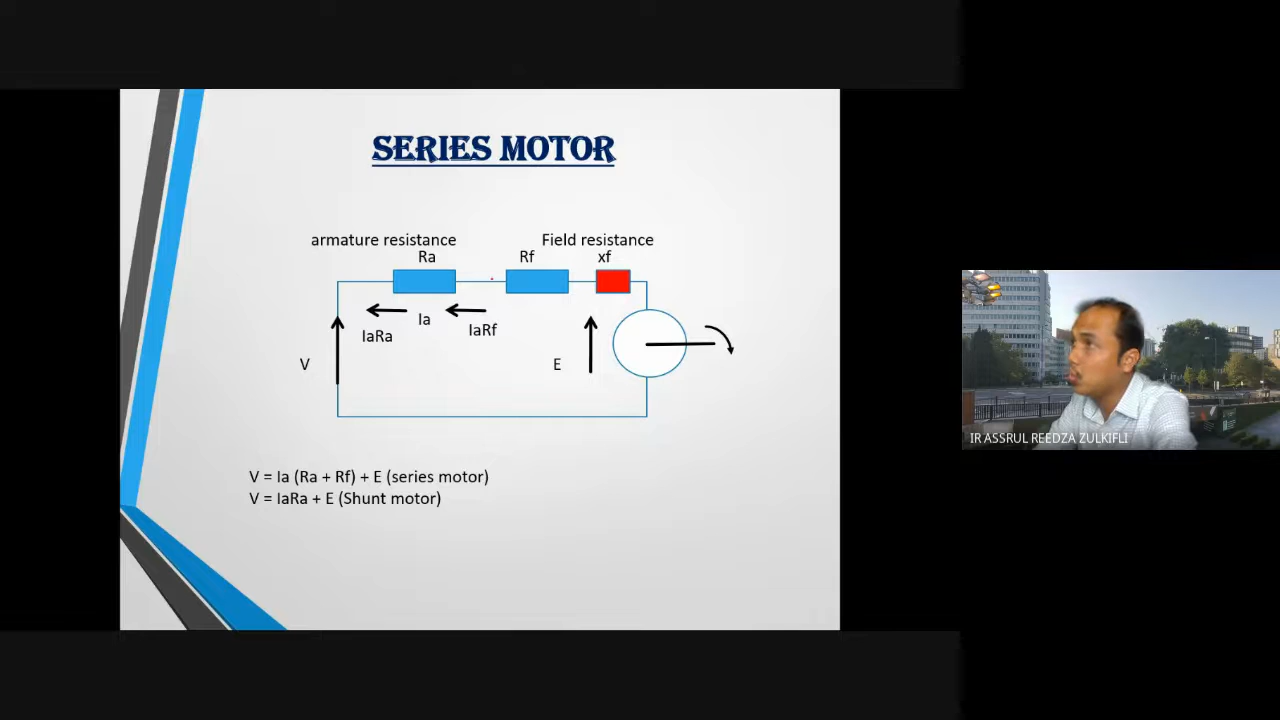 SERIES MOTOR
armature resistance
Field resistance
Ra
Rf
xf
Ia
IaRa
IaRf
V
E
V = Ia (Ra + Rf) + E (series motor)
V = IaRa + E (Shunt motor)
IR ASSRUL REEDZA ZULKIFLI